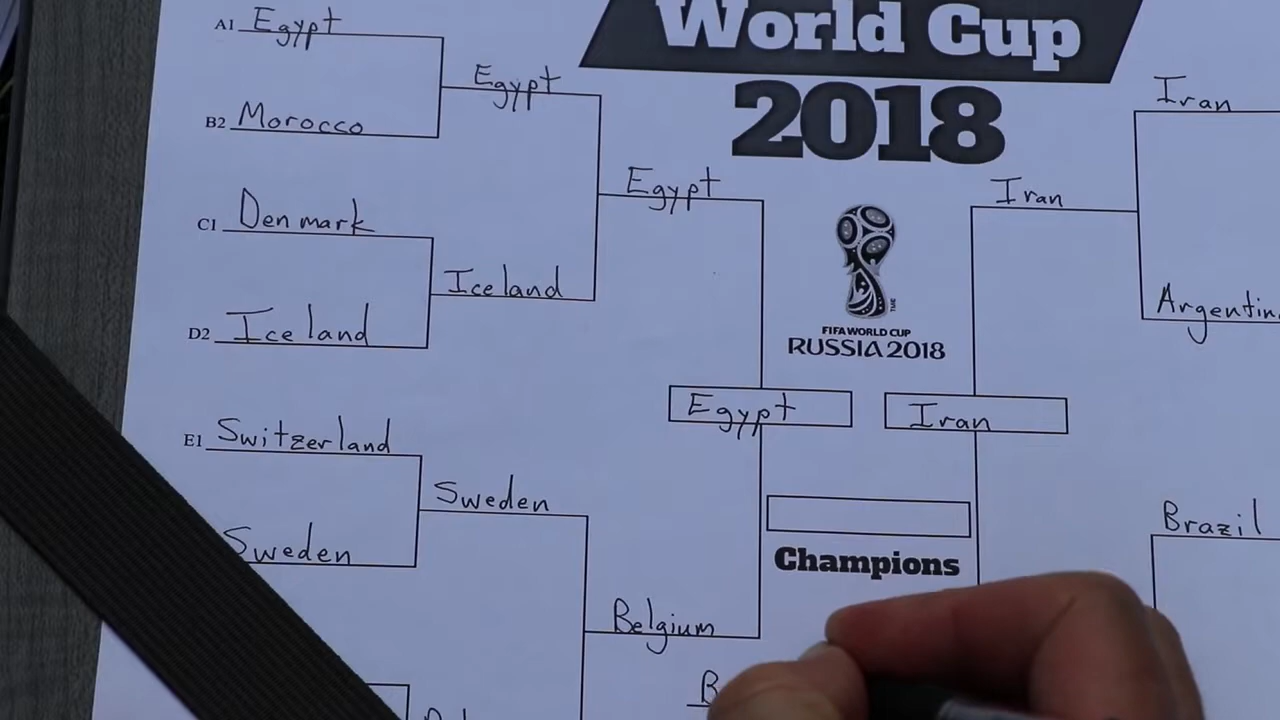 World Cup
2018
A1 Egypt
B2 Morocco
Egypt
C1 Denmark
D2 Iceland
Iceland
Egypt
E1 Switzerland
Sweden
Sweden
Belgium
Egypt
FIFA WORLD CUP
RUSSIA 2018
Iran
Champions
Iran
Iran
Argentin
Brazil
B